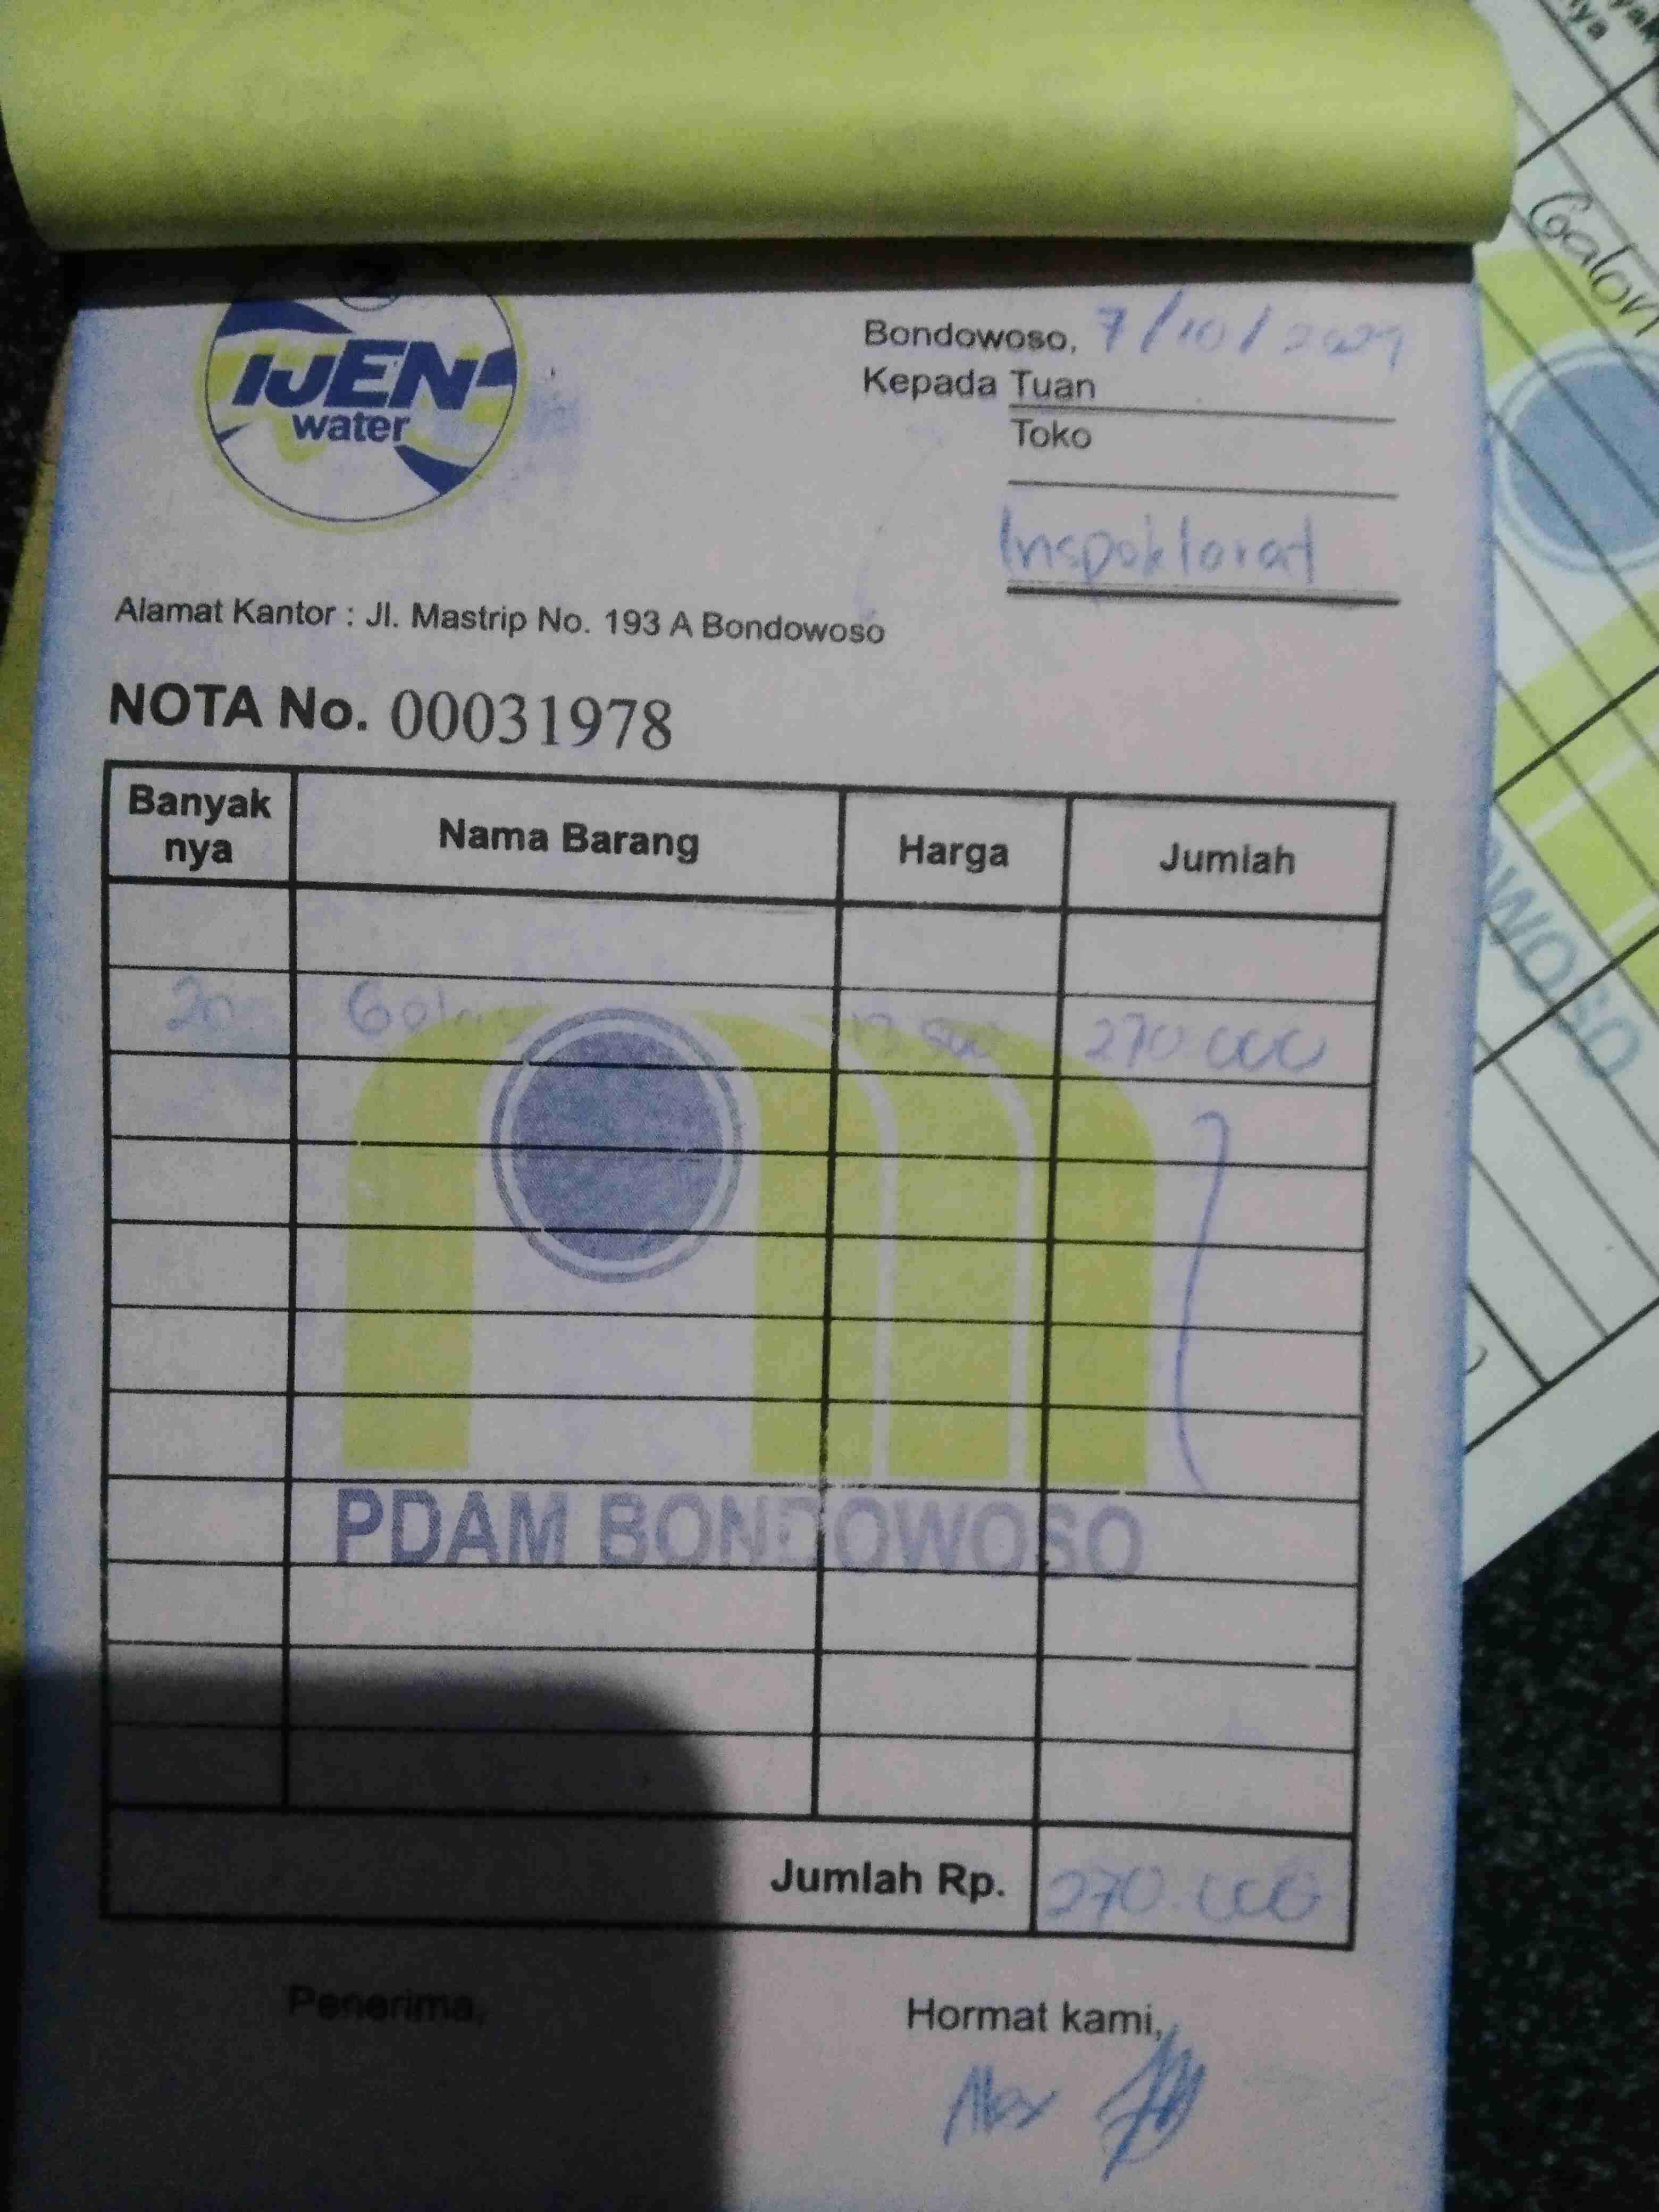 IJEN
water
Bondowoso, 7/10/2024
Kepada Tuan
Toko
Inspektorat
Alamat Kantor : Jl. Mastrip No. 193 A Bondowoso
NOTA No. 00031978
Banyak nya Nama Barang Harga Jumlah
20 Galon 13.500 270.000
PDAM BONDOWOSO
Jumlah Rp. 270.000
Penerima, Hormat kami,
Alex
Galon